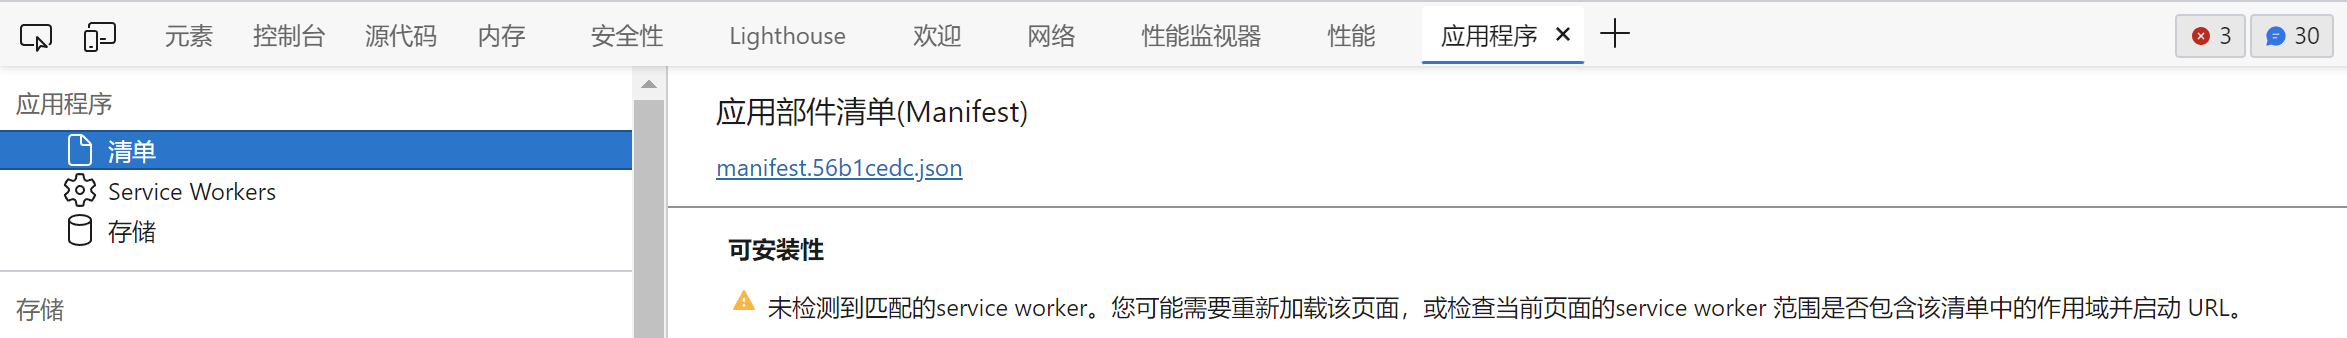 元素 控制台 源代码 内存 安全性 Lighthouse 欢迎 网络 性能监视器 性能 应用程序 3 30
应用程序
清单
Service Workers
存储
存储
应用部件清单(Manifest)
manifest.56b1cedc.json
可安装性
未检测到匹配的service worker。您可能需要重新加载该页面，或检查当前页面的service worker 范围是否包含该清单中的作用域并启动 URL。